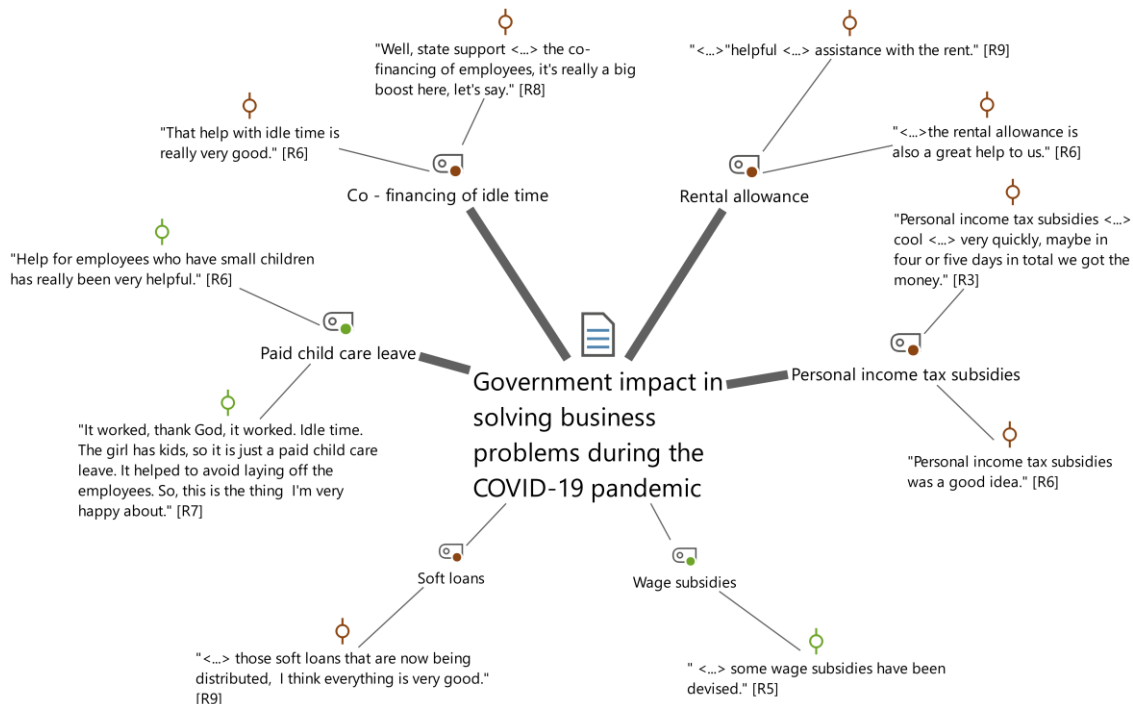 "Well, state support <...> the co-
financing of employees, it's really a big
boost here, let's say." [R8]
"<...>"helpful <...> assistance with the rent." [R9]
"That help with idle time is
really very good." [R6]
"<...>the rental allowance is
also a great help to us." [R6]
Co - financing of idle time
Rental allowance
"Personal income tax subsidies <...>
cool <...> very quickly, maybe in
four or five days in total we got the
money." [R3]
"Help for employees who have small children
has really been very helpful." [R6]
Paid child care leave
Personal income tax subsidies
Government impact in
solving business
problems during the
COVID-19 pandemic
"It worked, thank God, it worked. Idle time.
The girl has kids, so it is just a paid child care
leave. It helped to avoid laying off the
employees. So, this is the thing  I'm very
happy about." [R7]
"Personal income tax subsidies
was a good idea." [R6]
Soft loans
Wage subsidies
"<...> those soft loans that are now being
distributed,  I think everything is very good."
[R9]
" <...> some wage subsidies have been
devised." [R5]